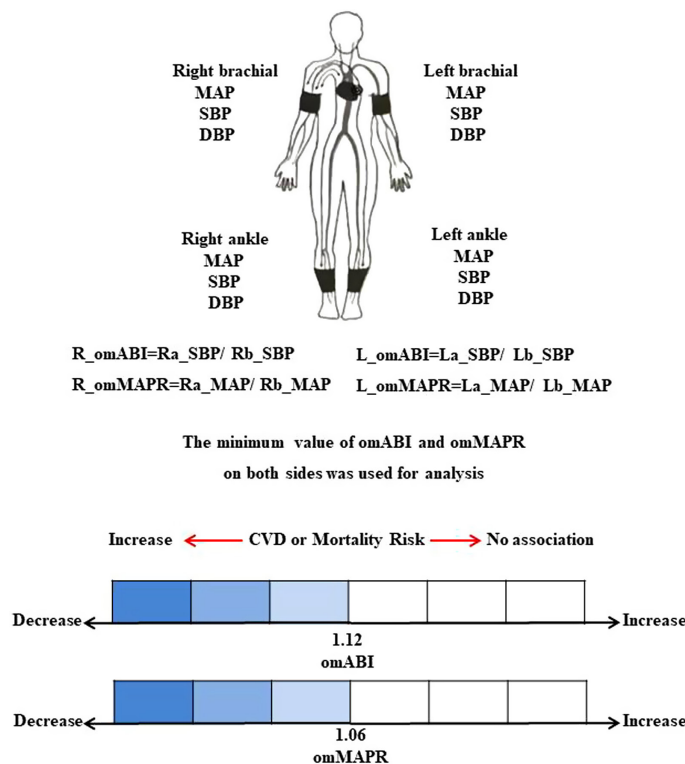 Right brachial
MAP
SBP
DBP
Left brachial
MAP
SBP
DBP
Right ankle
MAP
SBP
DBP
Left ankle
MAP
SBP
DBP
R_omABI=Ra_SBP/ Rb_SBP
L_omABI=La_SBP/ Lb_SBP
R_omMAPR=Ra_MAP/ Rb_MAP
L_omMAPR=La_MAP/ Lb_MAP
The minimum value of omABI and omMAPR
on both sides was used for analysis
Increase CVD or Mortality Risk No association
Decrease Increase
1.12
omABI
Decrease Increase
1.06
omMAPR